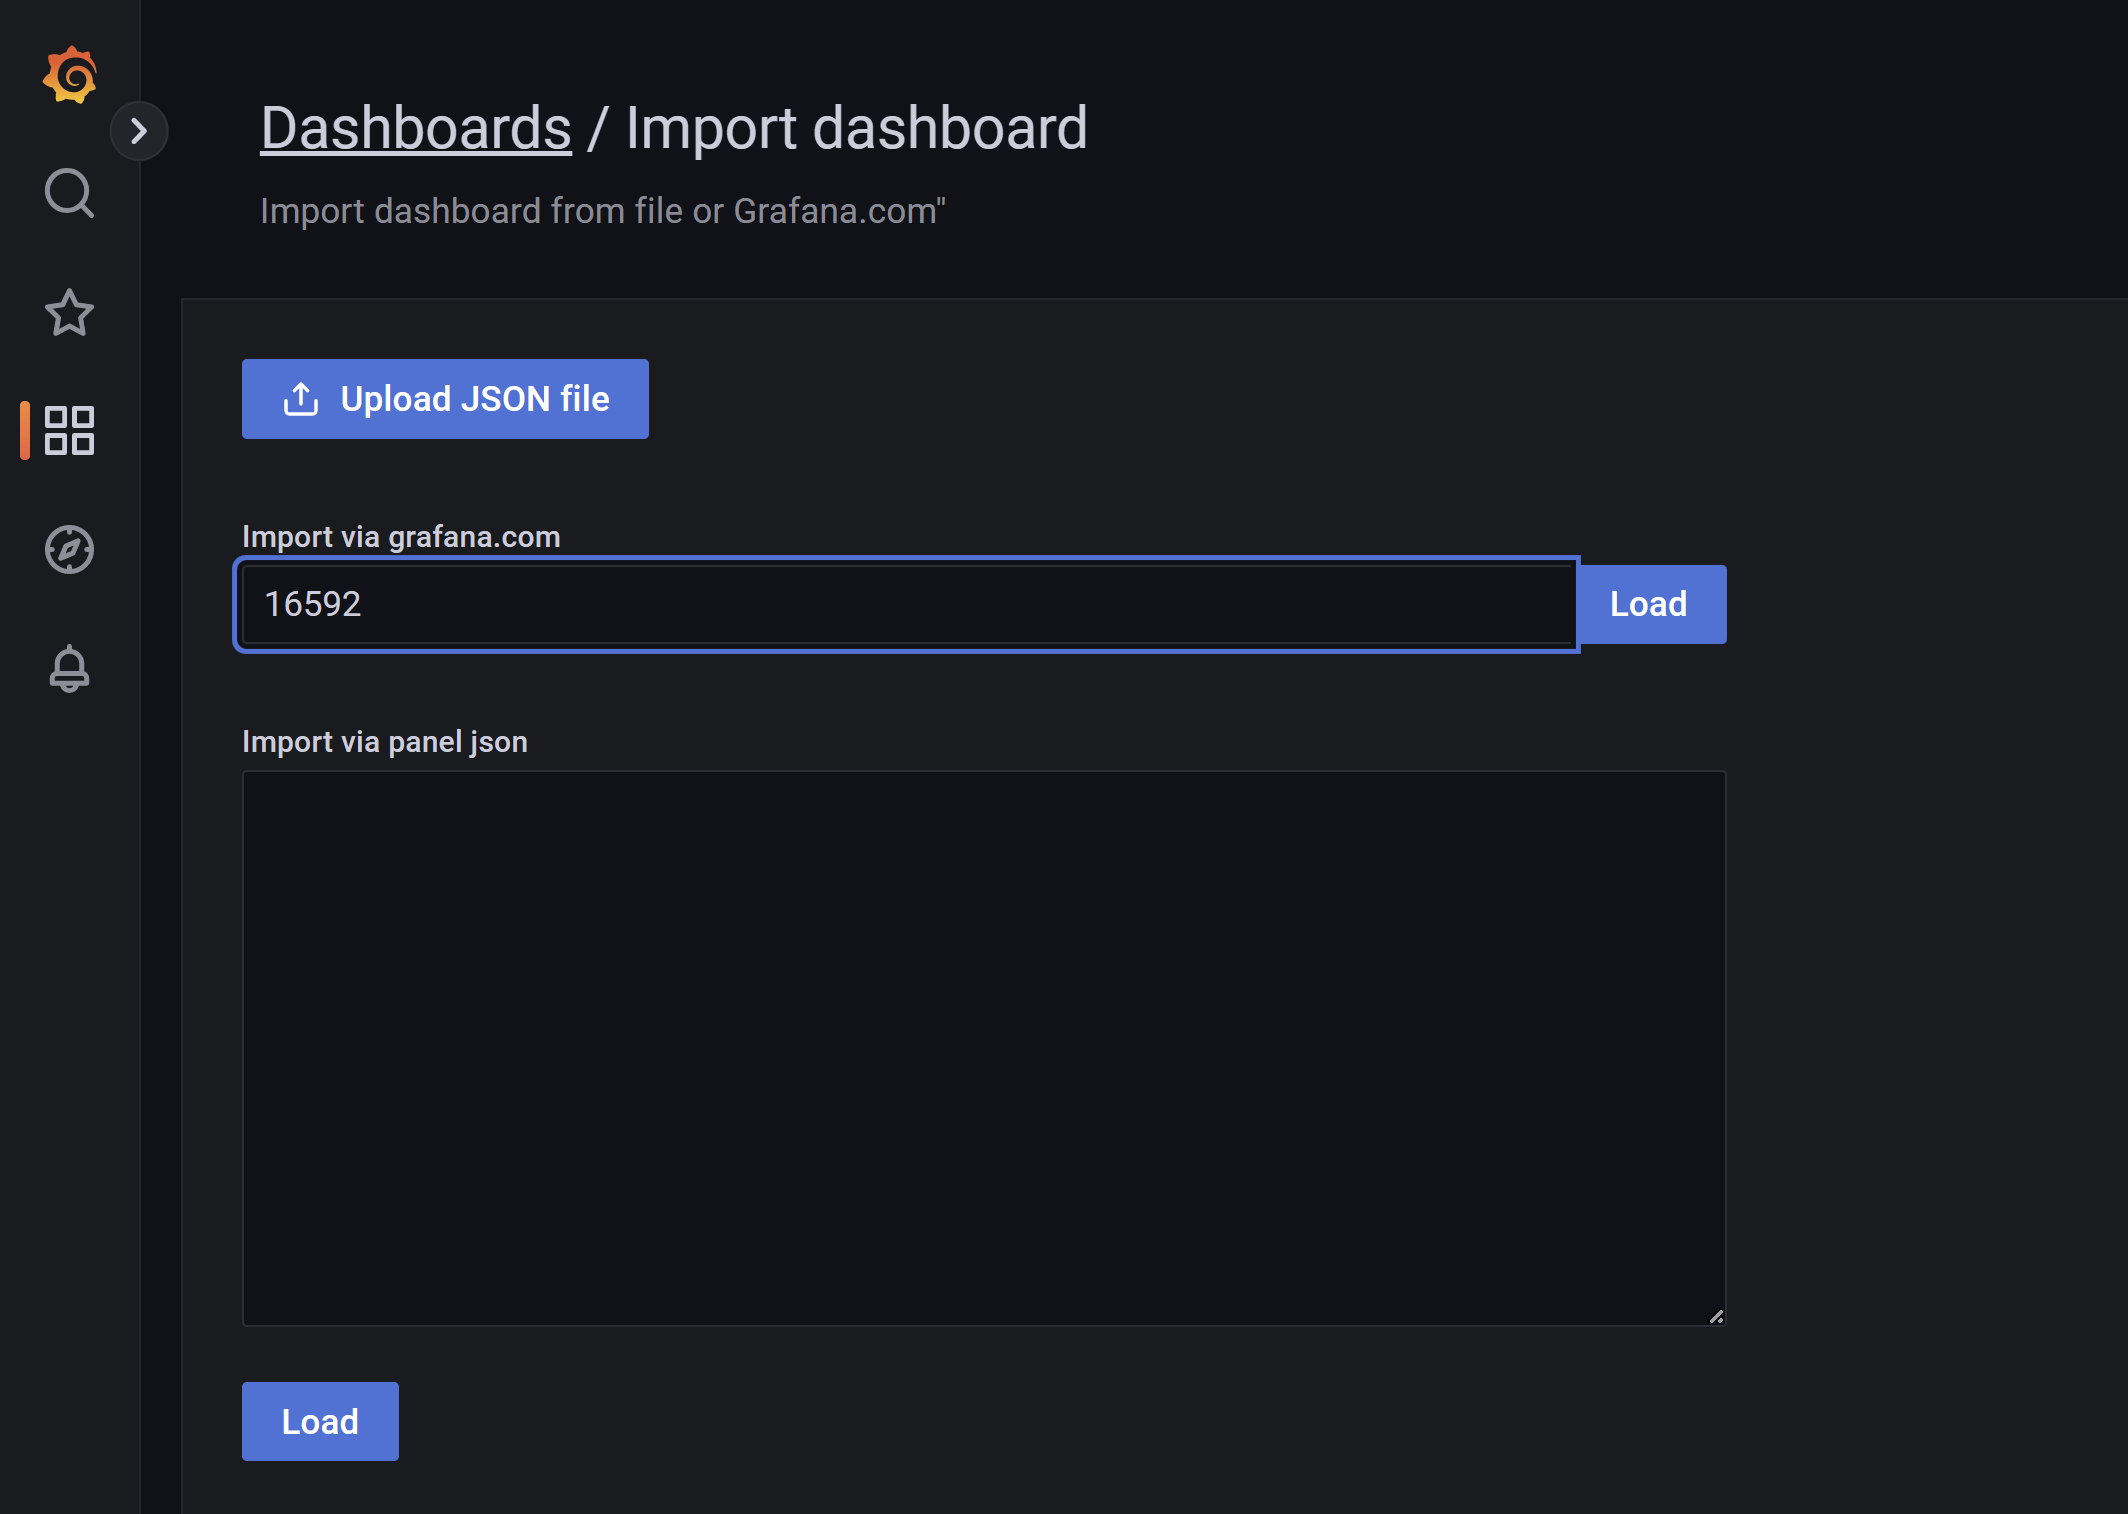 Dashboards / Import dashboard
Import dashboard from file or Grafana.com"
Upload JSON file
Import via grafana.com
16592
Load
Import via panel json
Load